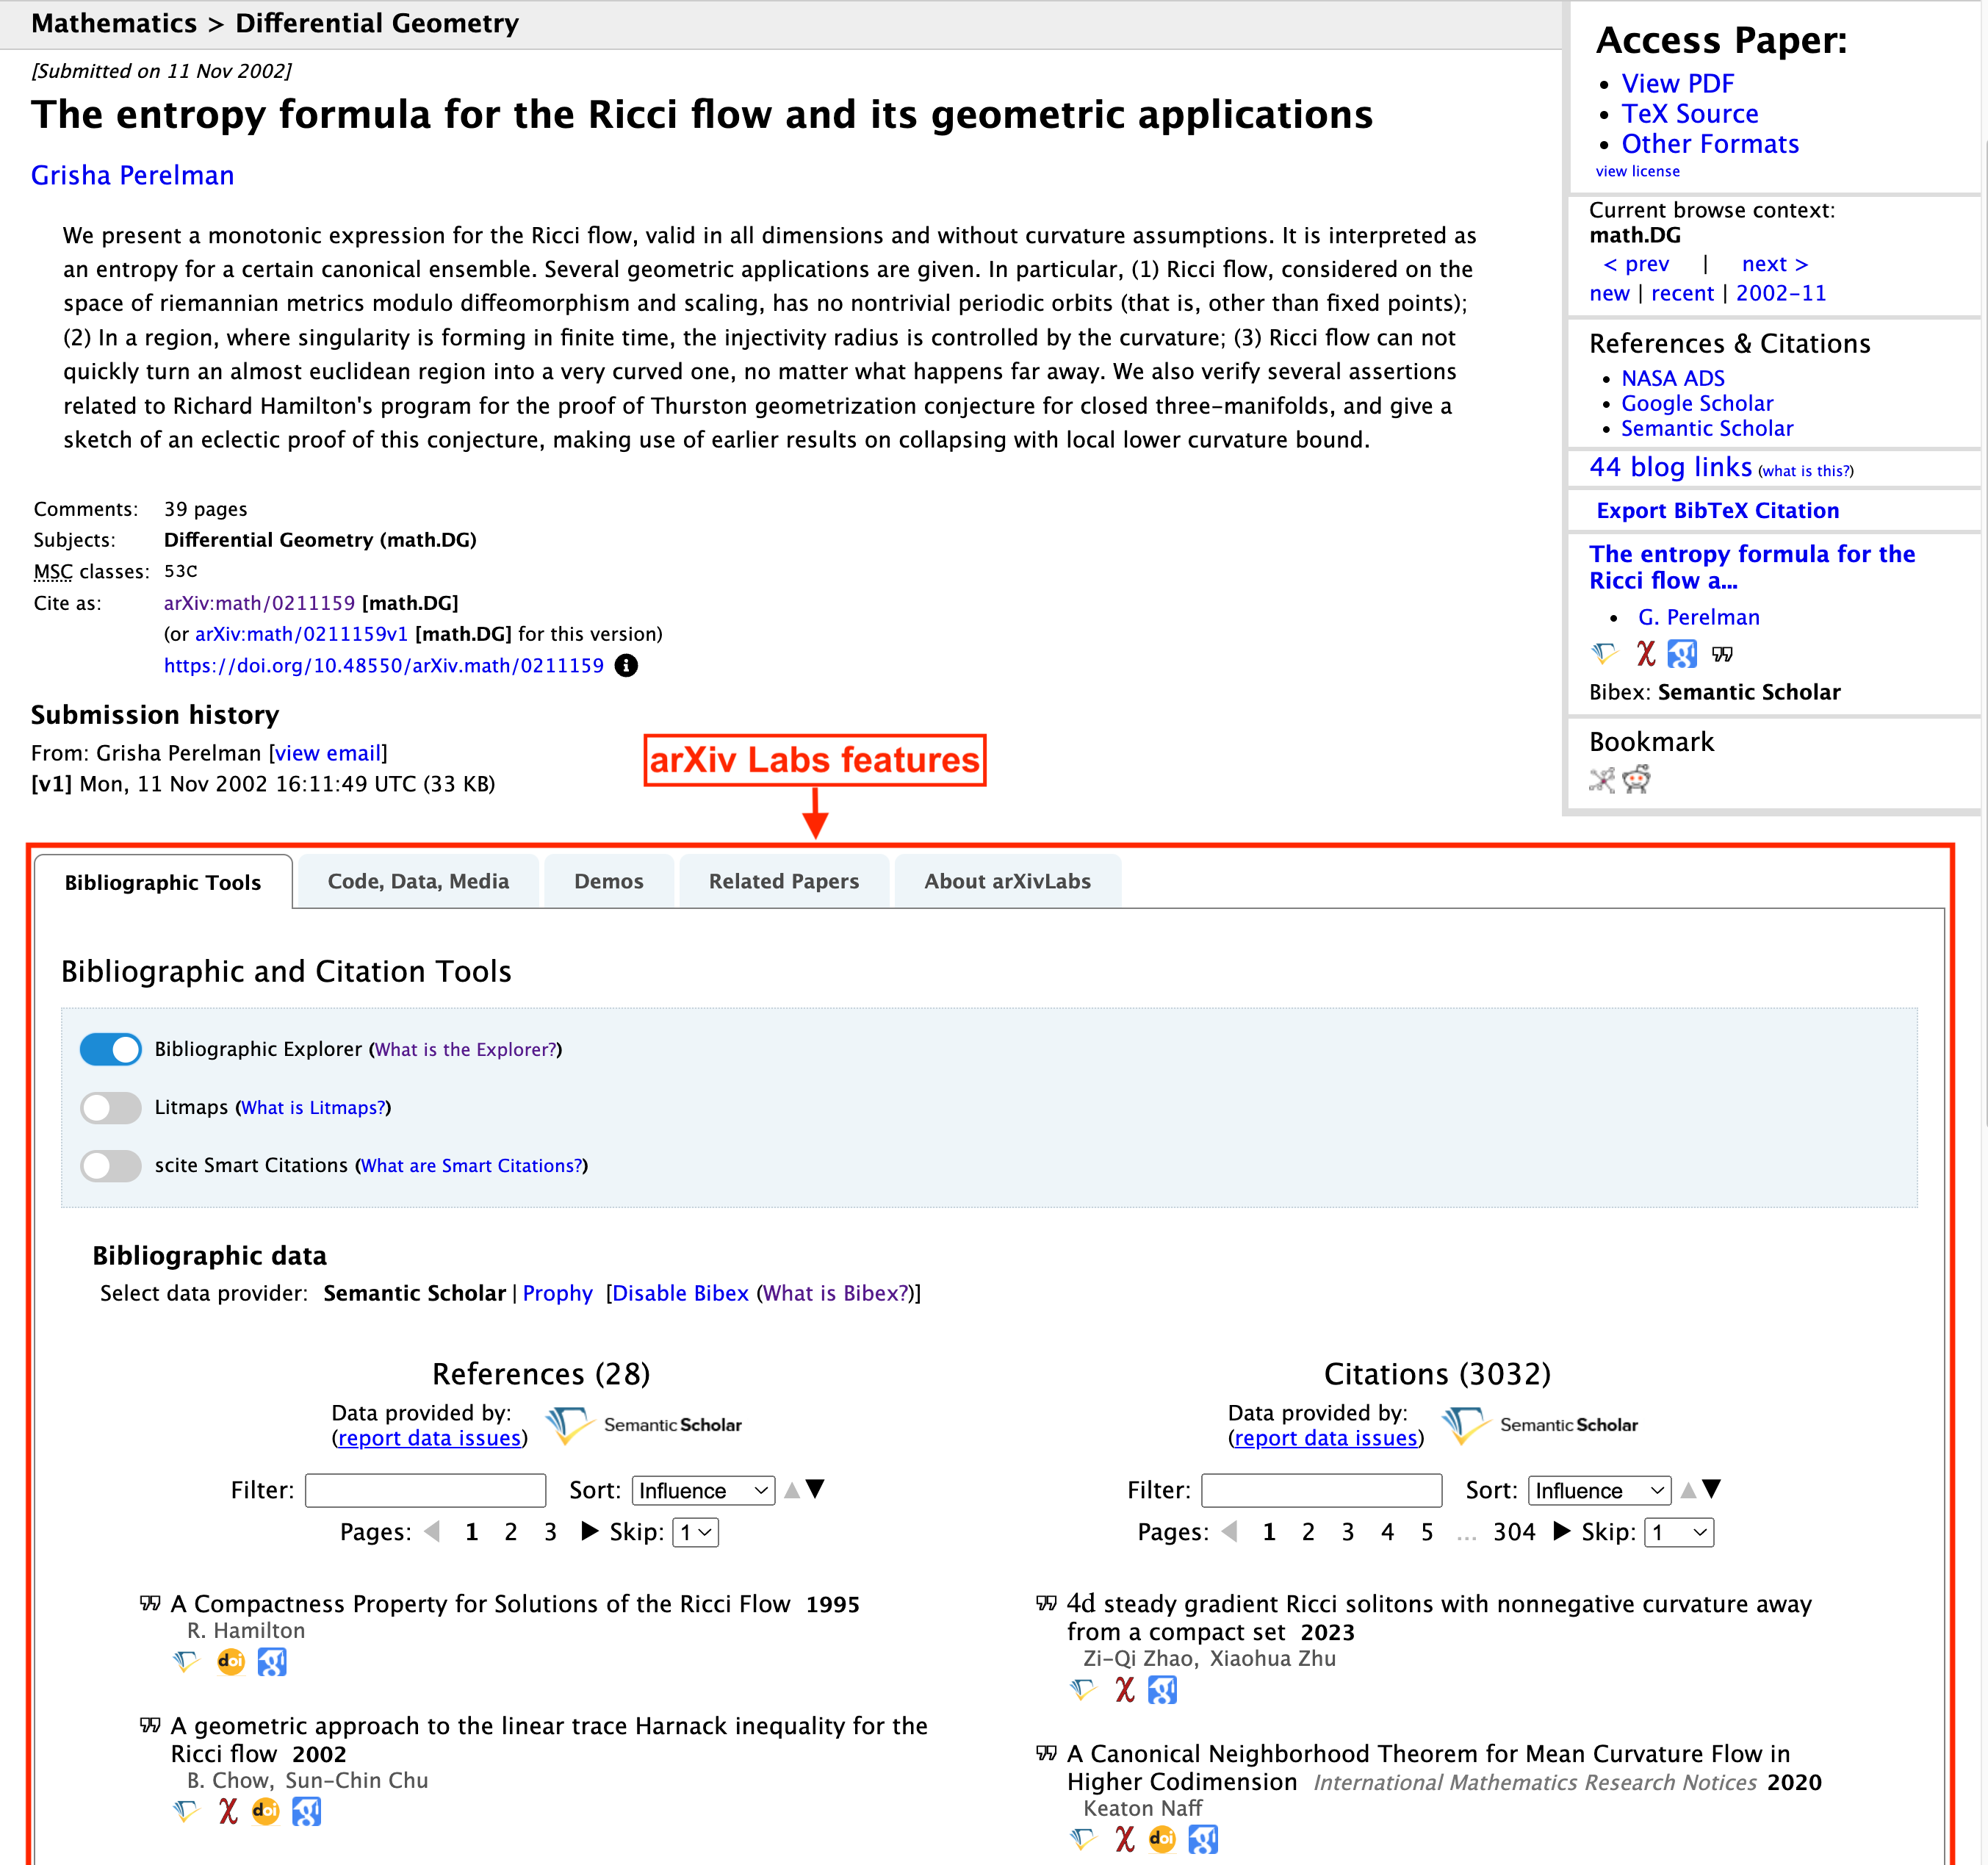 Mathematics > Differential Geometry
[Submitted on 11 Nov 2002]
The entropy formula for the Ricci flow and its geometric applications
Grisha Perelman
We present a monotonic expression for the Ricci flow, valid in all dimensions and without curvature assumptions. It is interpreted as
an entropy for a certain canonical ensemble. Several geometric applications are given. In particular, (1) Ricci flow, considered on the
space of riemannian metrics modulo diffeomorphism and scaling, has no nontrivial periodic orbits (that is, other than fixed points);
(2) In a region, where singularity is forming in finite time, the injectivity radius is controlled by the curvature; (3) Ricci flow can not
quickly turn an almost euclidean region into a very curved one, no matter what happens far away. We also verify several assertions
related to Richard Hamilton's program for the proof of Thurston geometrization conjecture for closed three-manifolds, and give a
sketch of an eclectic proof of this conjecture, making use of earlier results on collapsing with local lower curvature bound.
Comments: 39 pages
Subjects: Differential Geometry (math.DG)
MSC classes: 53C
Cite as: arXiv:math/0211159 [math.DG]
(or arXiv:math/0211159v1 [math.DG] for this version)
https://doi.org/10.48550/arXiv.math/0211159
Submission history
From: Grisha Perelman [view email]
[v1] Mon, 11 Nov 2002 16:11:49 UTC (33 KB)
Access Paper:
View PDF
TeX Source
Other Formats
view license
Current browse context:
math.DG
< prev | next >
new | recent | 2002-11
References & Citations
NASA ADS
Google Scholar
Semantic Scholar
44 blog links (what is this?)
Export BibTeX Citation
The entropy formula for the
Ricci flow a...
G. Perelman
Bibex: Semantic Scholar
Bookmark
arXiv Labs features
Bibliographic Tools Code, Data, Media Demos Related Papers About arXivLabs
Bibliographic and Citation Tools
Bibliographic Explorer (What is the Explorer?)
Litmaps (What is Litmaps?)
scite Smart Citations (What are Smart Citations?)
Bibliographic data
Select data provider: Semantic Scholar | Prophy [Disable Bibex (What is Bibex?)]
References (28)
Data provided by:
(report data issues)
Semantic Scholar
Filter: Sort: Influence
Pages: 1 2 3 Skip: 1
A Compactness Property for Solutions of the Ricci Flow 1995
R. Hamilton
doi
A geometric approach to the linear trace Harnack inequality for the
Ricci flow 2002
B. Chow, Sun-Chin Chu
doi
Citations (3032)
Data provided by:
(report data issues)
Semantic Scholar
Filter: Sort: Influence
Pages: 1 2 3 4 5 ... 304 Skip: 1
4d steady gradient Ricci solitons with nonnegative curvature away
from a compact set 2023
Zi-Qi Zhao, Xiaohua Zhu
A Canonical Neighborhood Theorem for Mean Curvature Flow in
Higher Codimension International Mathematics Research Notices 2020
Keaton Naff
doi